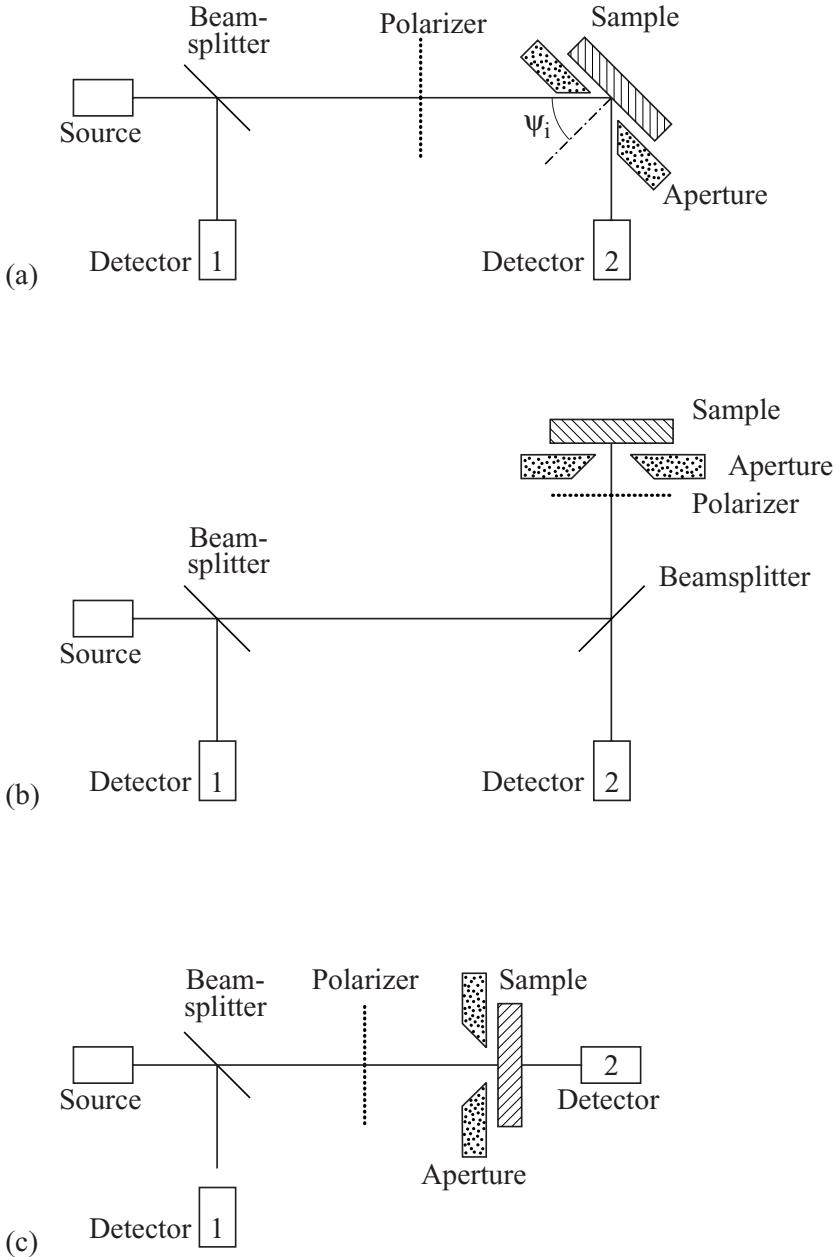 Beam-
splitter
Polarizer
Sample
Source
ψi
Aperture
Detector 1
Detector 2
(a)
Sample
Aperture
Polarizer
Beam-
splitter
Beamsplitter
Source
Detector 1
Detector 2
(b)
Beam-
splitter
Polarizer
Sample
2
Source
Detector
Aperture
Detector 1
(c)